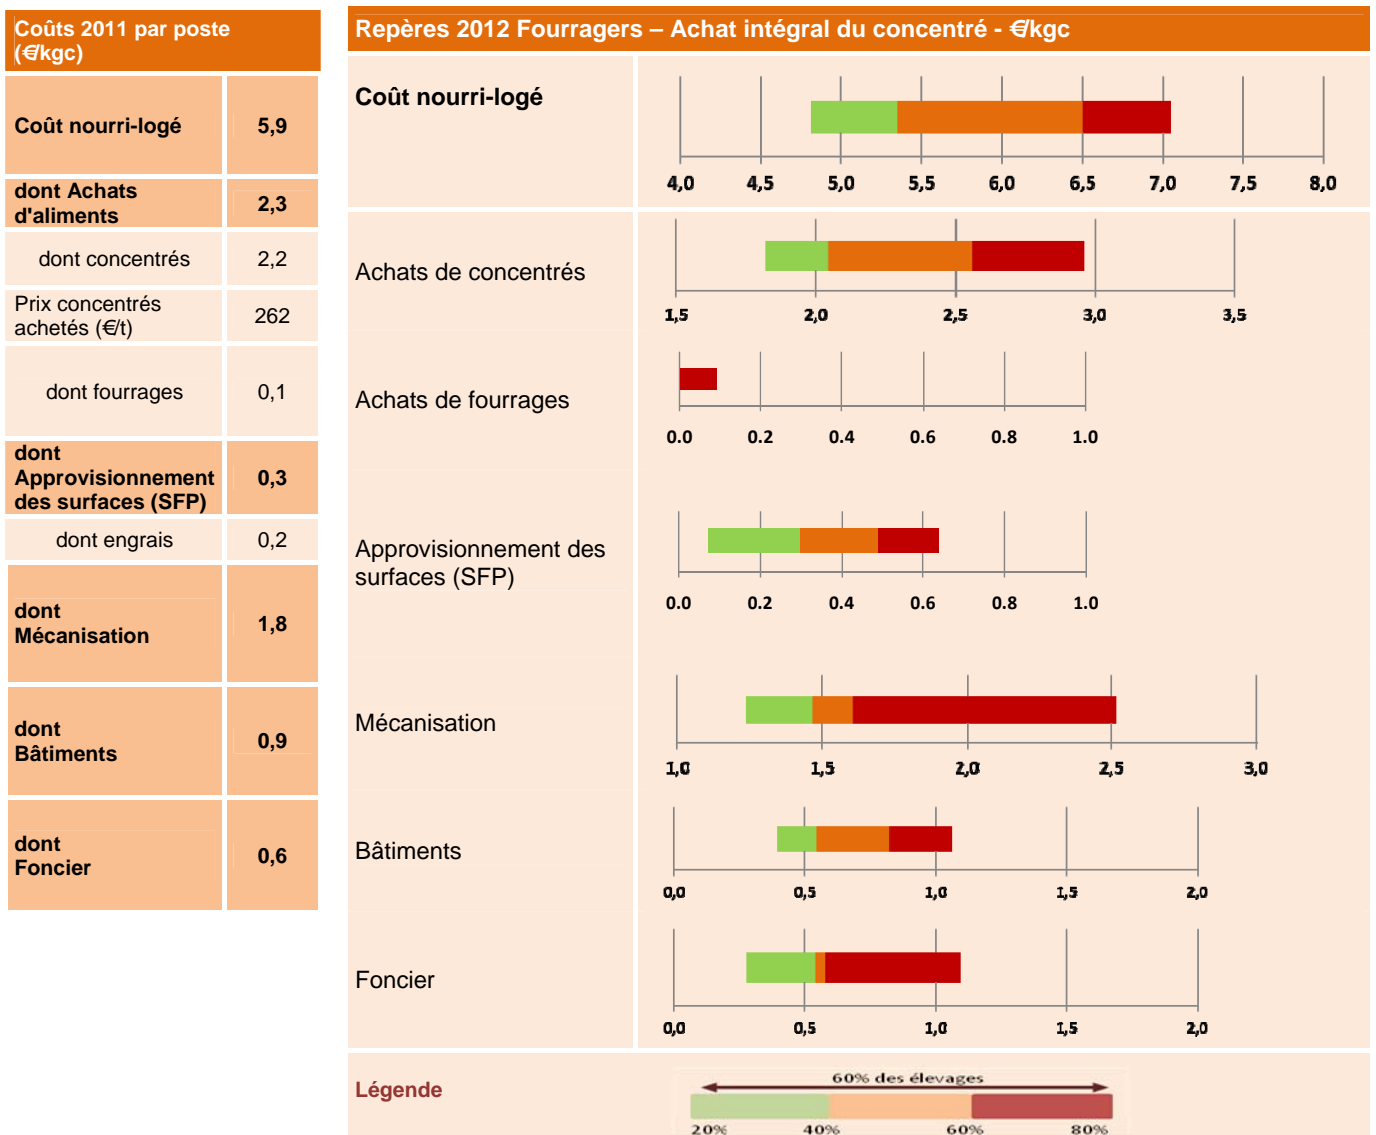 Coûts 2011 par poste
(€/kgc)
Coût nourri-logé 5,9
dont Achats
d'aliments 2,3
dont concentrés 2,2
Prix concentrés
achetés (€/t) 262
dont fourrages 0,1
dont
Approvisionnement
des surfaces (SFP) 0,3
dont engrais 0,2
dont
Mécanisation 1,8
dont
Bâtiments 0,9
dont
Foncier 0,6
Repères 2012 Fourragers – Achat intégral du concentré - €/kgc
Coût nourri-logé
4,0 4,5 5,0 5,5 6,0 6,5 7,0 7,5 8,0
Achats de concentrés
1,5 2,0 2,5 3,0 3,5
Achats de fourrages
0.0 0.2 0.4 0.6 0.8 1.0
Approvisionnement des
surfaces (SFP)
0.0 0.2 0.4 0.6 0.8 1.0
Mécanisation
1,0 1,5 2,0 2,5 3,0
Bâtiments
0,0 0,5 1,0 1,5 2,0
Foncier
0,0 0,5 1,0 1,5 2,0
Légende
60% des élevages
20% 40% 60% 80%